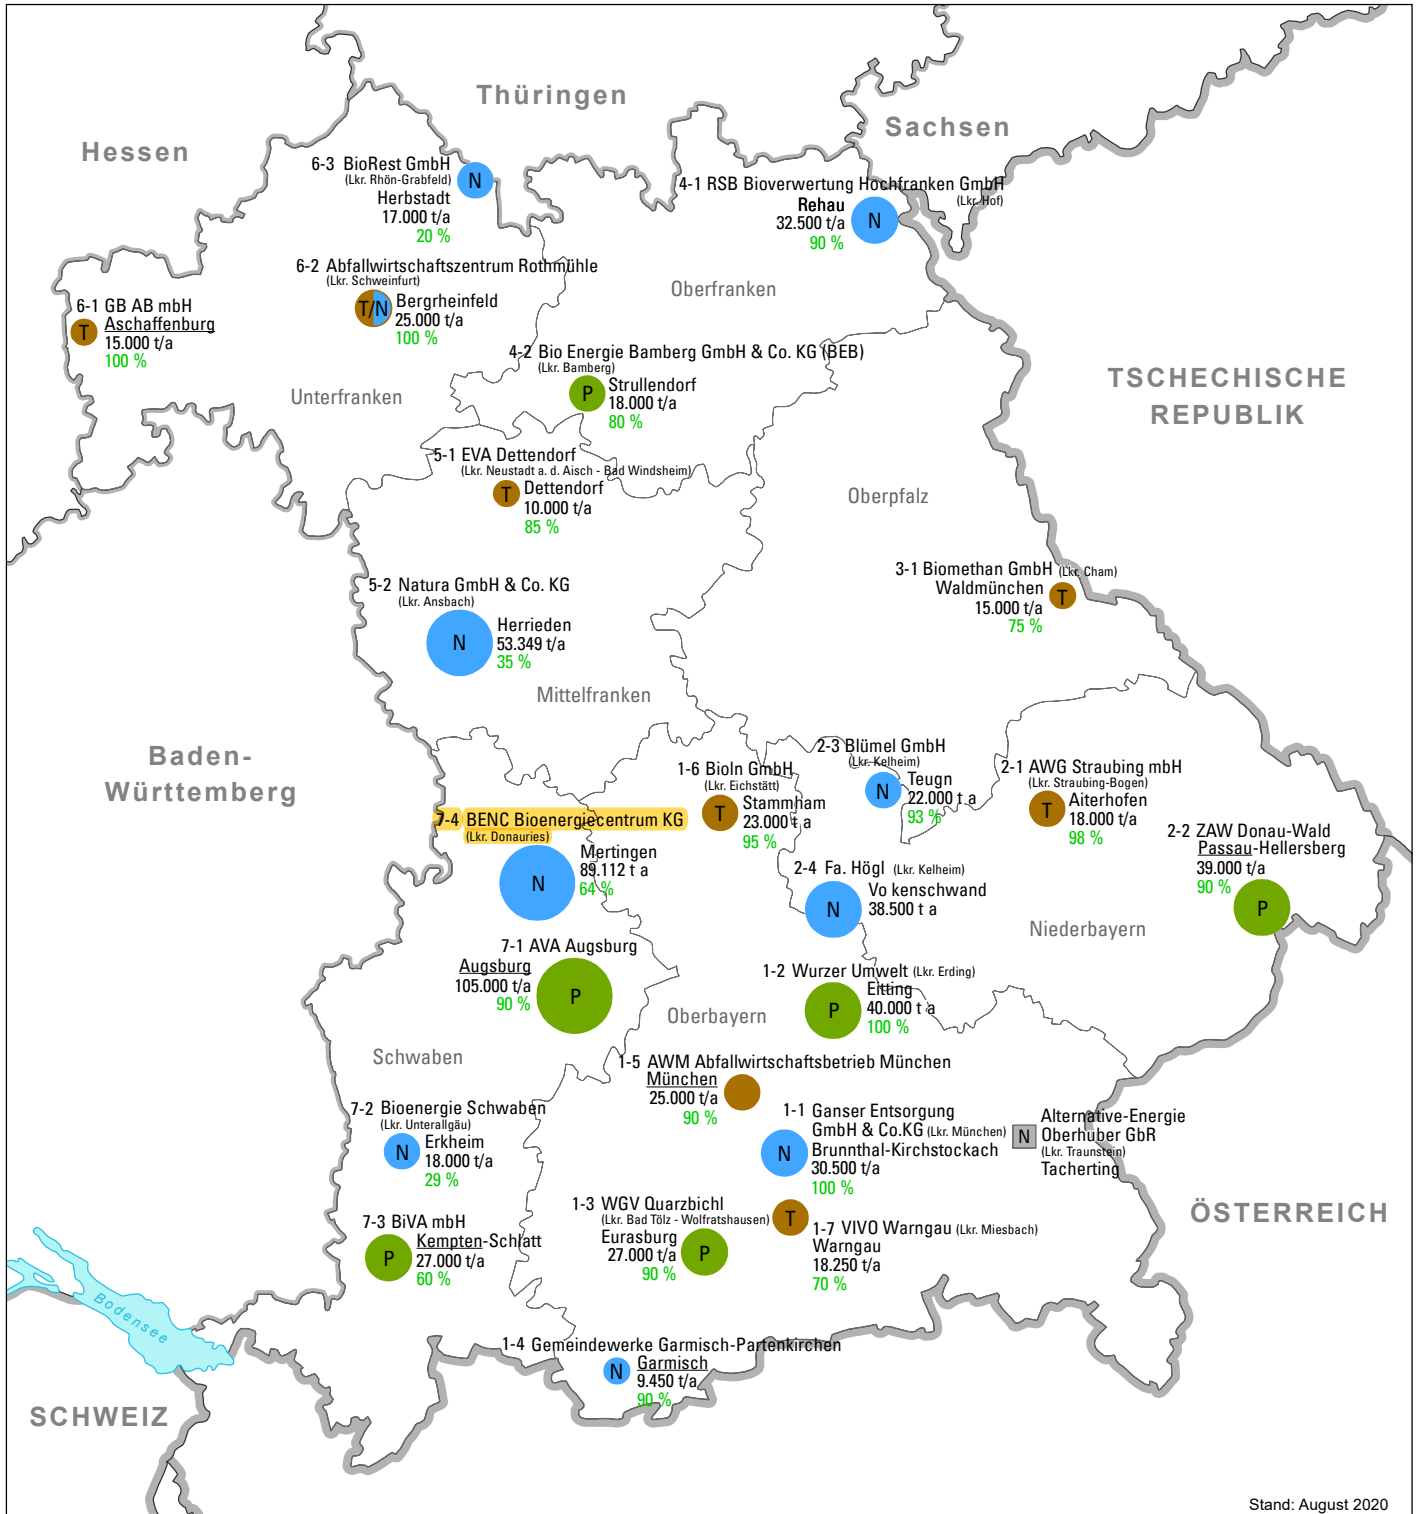 Thüringen
Sachsen
Hessen
6-3 BioRest GmbH
(Lkr. Rhön-Grabfeld)
N
Herbstadt
17.000 t/a
20 %
4-1 RSB Bioverwertung Hochfranken GmbH
(Lkr. Hof)
Rehau
32.500 t/a
N
90 %
6-2 Abfallwirtschaftszentrum Rothmühle
(Lkr. Schweinfurt)
T/N
Bergrheinfeld
25.000 t/a
100 %
Oberfranken
6-1 GB AB mbH
Aschaffenburg
T
15.000 t/a
100 %
4-2 Bio Energie Bamberg GmbH & Co. KG (BEB)
(Lkr. Bamberg)
P
Strullendorf
18.000 t/a
80 %
Unterfranken
TSCHECHISCHE
REPUBLIK
5-1 EVA Dettendorf
(Lkr. Neustadt a. d. Aisch - Bad Windsheim)
T
Dettendorf
10.000 t/a
85 %
Oberpfalz
5-2 Natura GmbH & Co. KG
(Lkr. Ansbach)
N
Herrieden
53.349 t/a
35 %
3-1 Biomethan GmbH (Lkr. Cham)
Waldmünchen
T
15.000 t/a
75 %
Mittelfranken
Baden-
Württemberg
2-3 Blümel GmbH
(Lkr. Kelheim)
N
Teugn
22.000 t a
93 %
1-6 BioIn GmbH
(Lkr. Eichstätt)
T
Stammham
23.000 t a
95 %
2-1 AWG Straubing mbH
(Lkr. Straubing-Bogen)
T
Aiterhofen
18.000 t/a
98 %
7-4 BENC Bioenergiecentrum KG
(Lkr. Donauries)
N
Mertingen
89.112 t a
64 %
2-2 ZAW Donau-Wald
Passau-Hellersberg
39.000 t/a
90 %
P
2-4 Fa. Högl (Lkr. Kelheim)
N
Vo kenschwand
38.500 t a
Niederbayern
7-1 AVA Augsburg
Augsburg
105.000 t/a
90 %
P
1-2 Wurzer Umwelt (Lkr. Erding)
P
Eitting
40.000 t a
100 %
Oberbayern
Schwaben
1-5 AWM Abfallwirtschaftsbetrieb München
München
25.000 t/a
90 %
7-2 Bioenergie Schwaben
(Lkr. Unterallgäu)
N
Erkheim
18.000 t/a
29 %
1-1 Ganser Entsorgung
GmbH & Co.KG (Lkr. München)
N
Brunnthal-Kirchstockach
30.500 t/a
100 %
N
Alternative-Energie
Oberhuber GbR
(Lkr. Traunstein)
Tacherting
1-3 WGV Quarzbichl
(Lkr. Bad Tölz - Wolfratshausen)
Eurasburg
27.000 t/a
90 %
P
T
1-7 VIVO Warngau (Lkr. Miesbach)
Warngau
18.250 t/a
70 %
7-3 BiVA mbH
Kempten-Schlatt
P
27.000 t/a
60 %
ÖSTERREICH
Bodensee
1-4 Gemeindewerke Garmisch-Partenkirchen
N
Garmisch
9.450 t/a
90 %
SCHWEIZ
Stand: August 2020